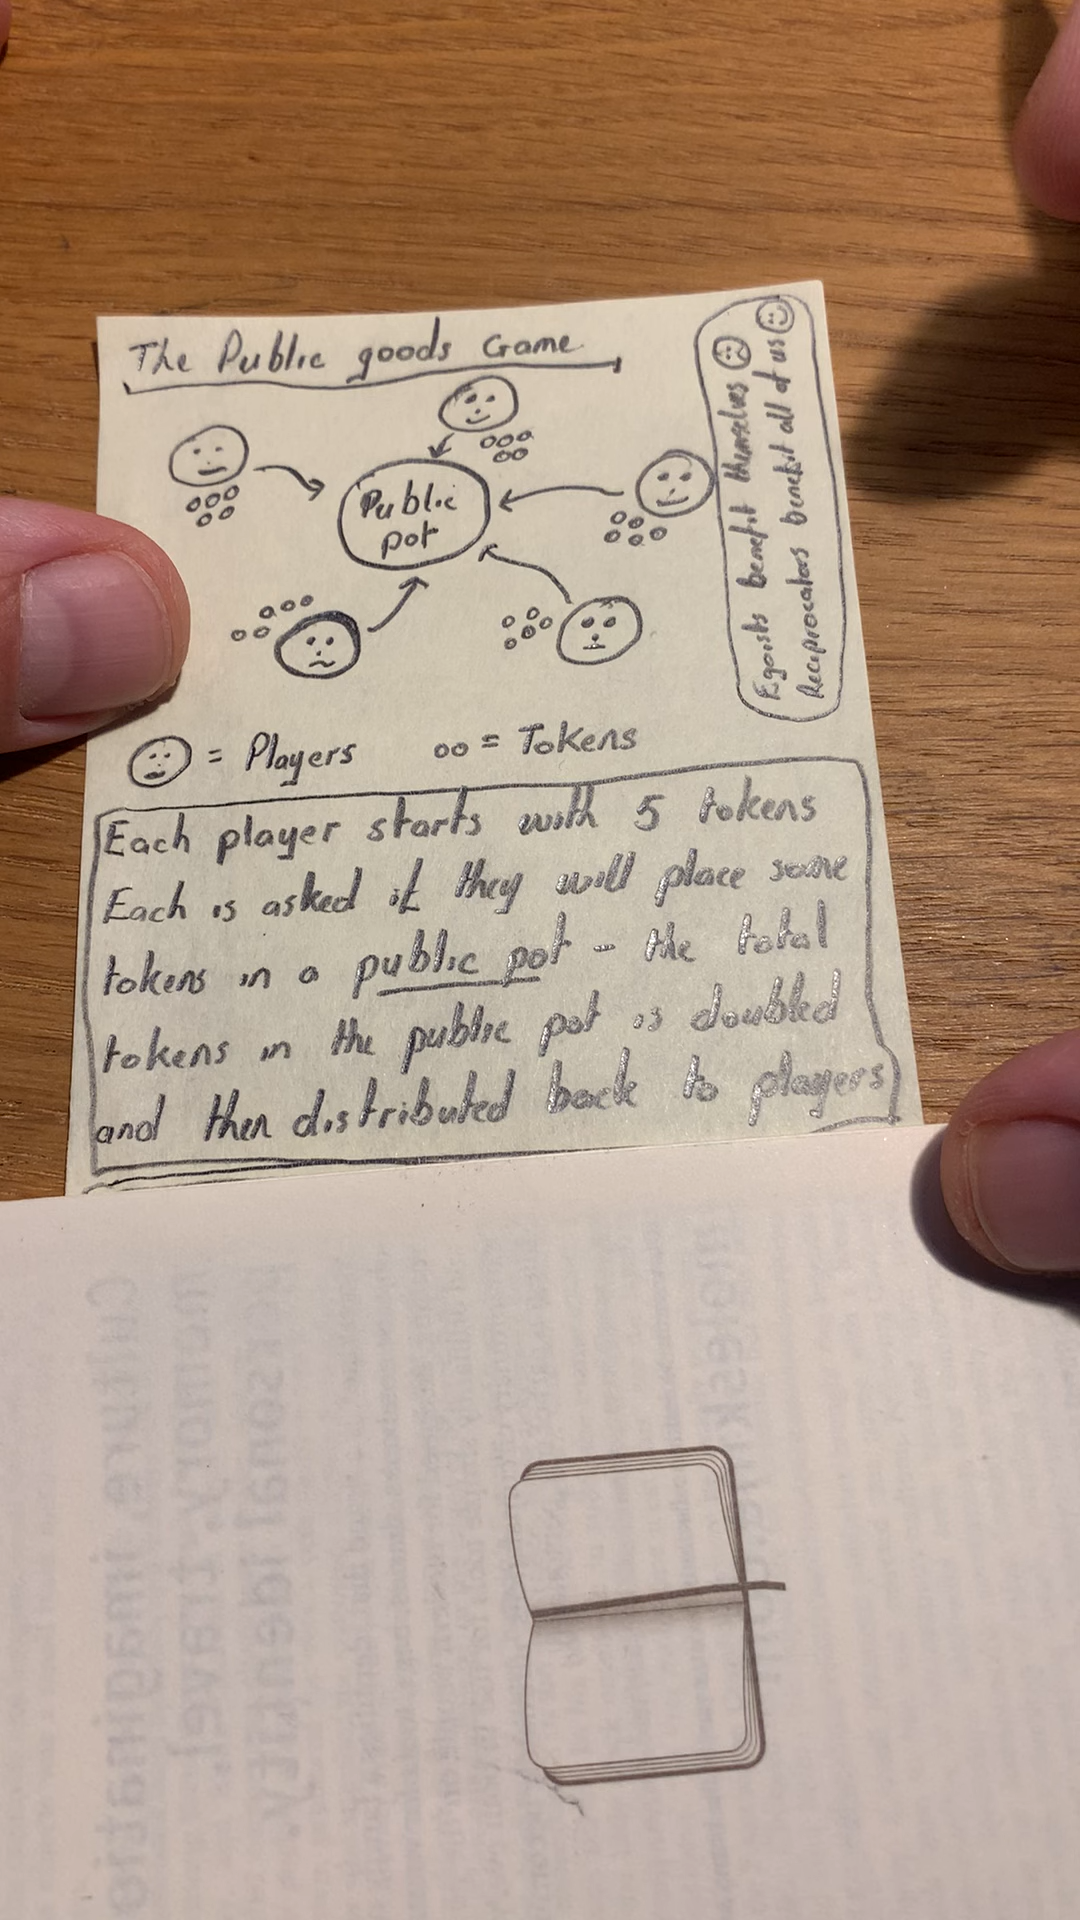 The Public goods Game
Egoists benefit themselves
Reciprocators benefit all of us
Public
pot
= Players
= Tokens
Each player starts with 5 tokens
Each is asked if they will place some
tokens in a public pot - the total
tokens in the public pot is doubled
and then distributed back to players